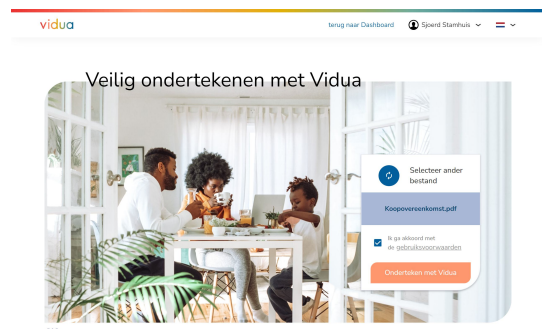 vidua
terug naar Dashboard
Sjoerd Stamhuis
Veilig ondertekenen met Vidua
Selecteer ander
bestand
Koopovereenkomst.pdf
Ik ga akkoord met
de gebruiksvoorwaarden
Onderteken met Vidua